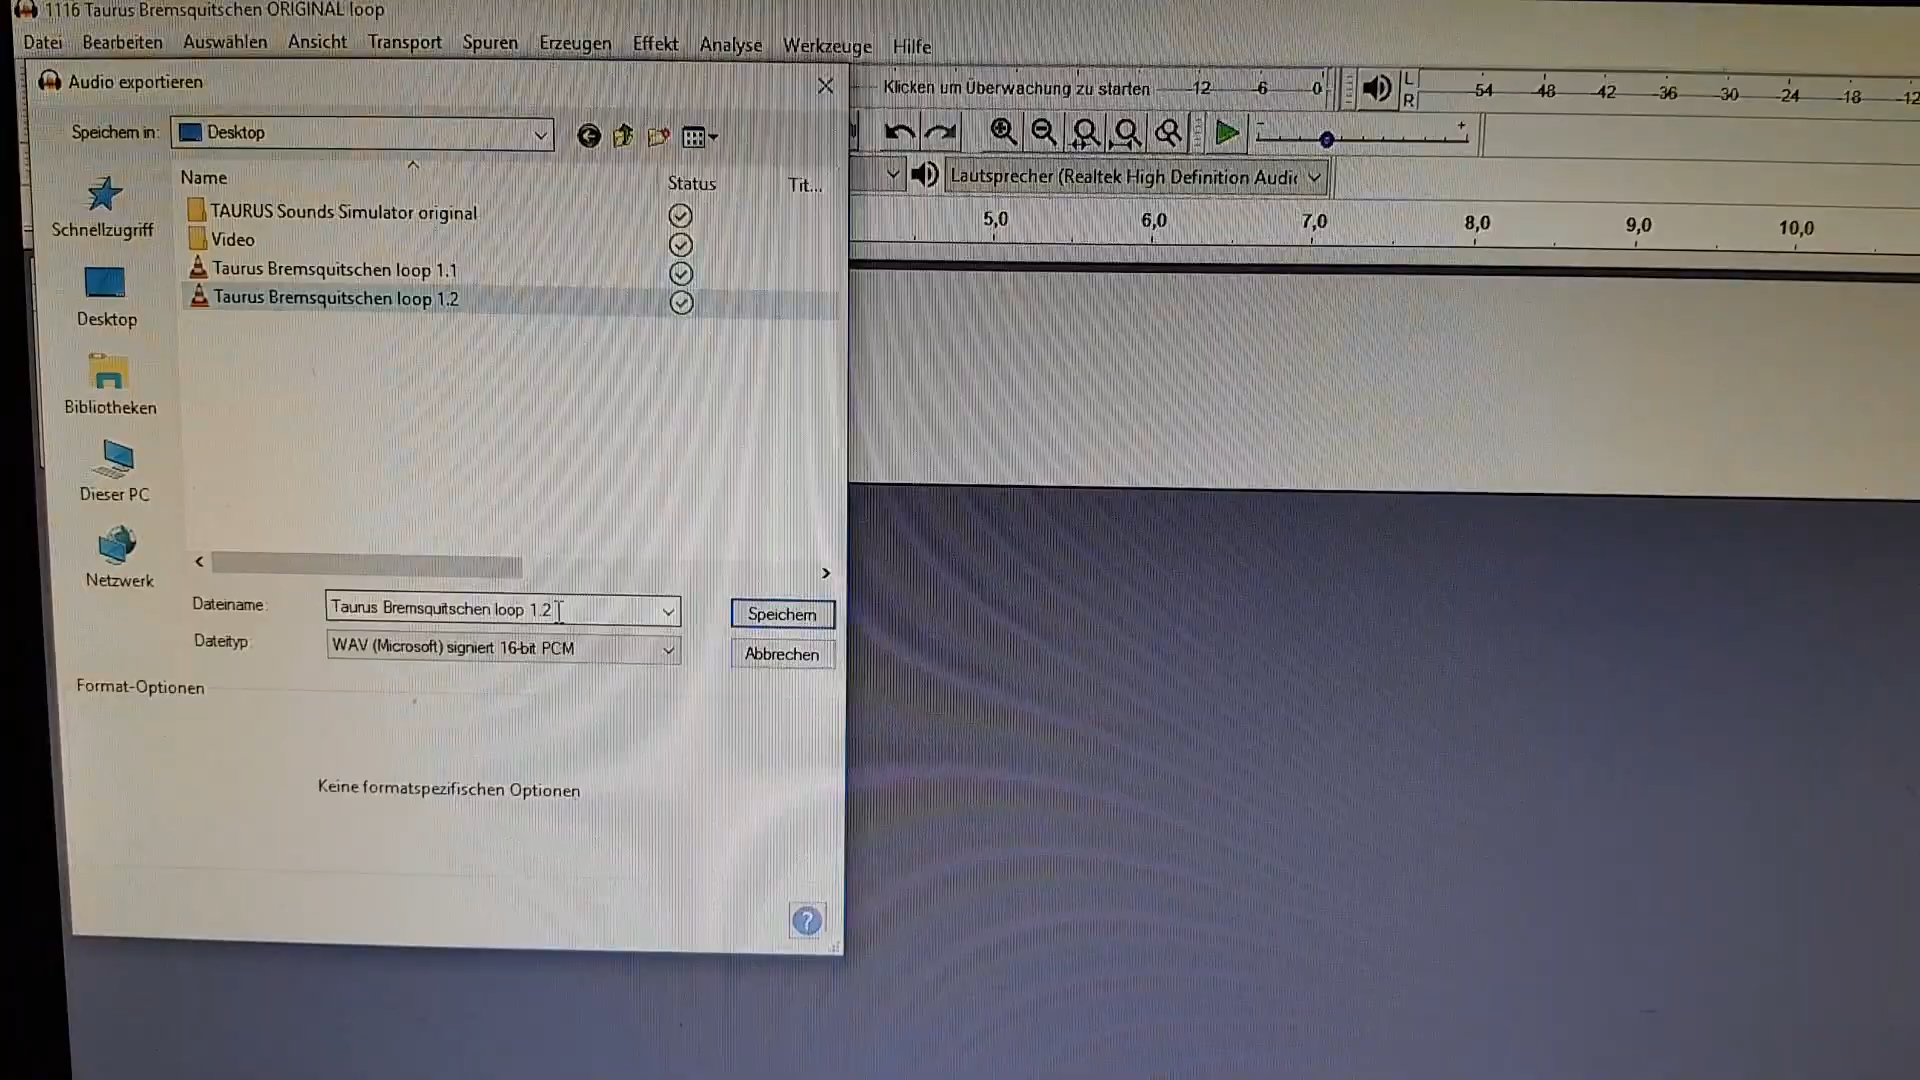 1116 Taurus Bremsquitschen ORIGINAL loop
Datei Bearbeiten Auswählen Ansicht Transport Spuren Erzeugen Effekt Analyse Werkzeuge Hilfe
Audio exportieren
Klicken um Überwachung zu starten -12 -6 0
L
R
-54 -48 -42 -36 -30 -24 -18 -12
Speichern in: Desktop
Lautsprecher (Realtek High Definition Audio
Name Status Tit...
TAURUS Sounds Simulator original
Video
Taurus Bremsquitschen loop 1.1
Taurus Bremsquitschen loop 1.2
5,0 6,0 7,0 8,0 9,0 10,0
Schnellzugriff
Desktop
Bibliotheken
Dieser PC
Netzwerk
Dateiname: Taurus Bremsquitschen loop 1.2 Speichern
Dateityp: WAV (Microsoft) signiert 16-bit PCM Abbrechen
Format-Optionen
Keine formatspezifischen Optionen
?